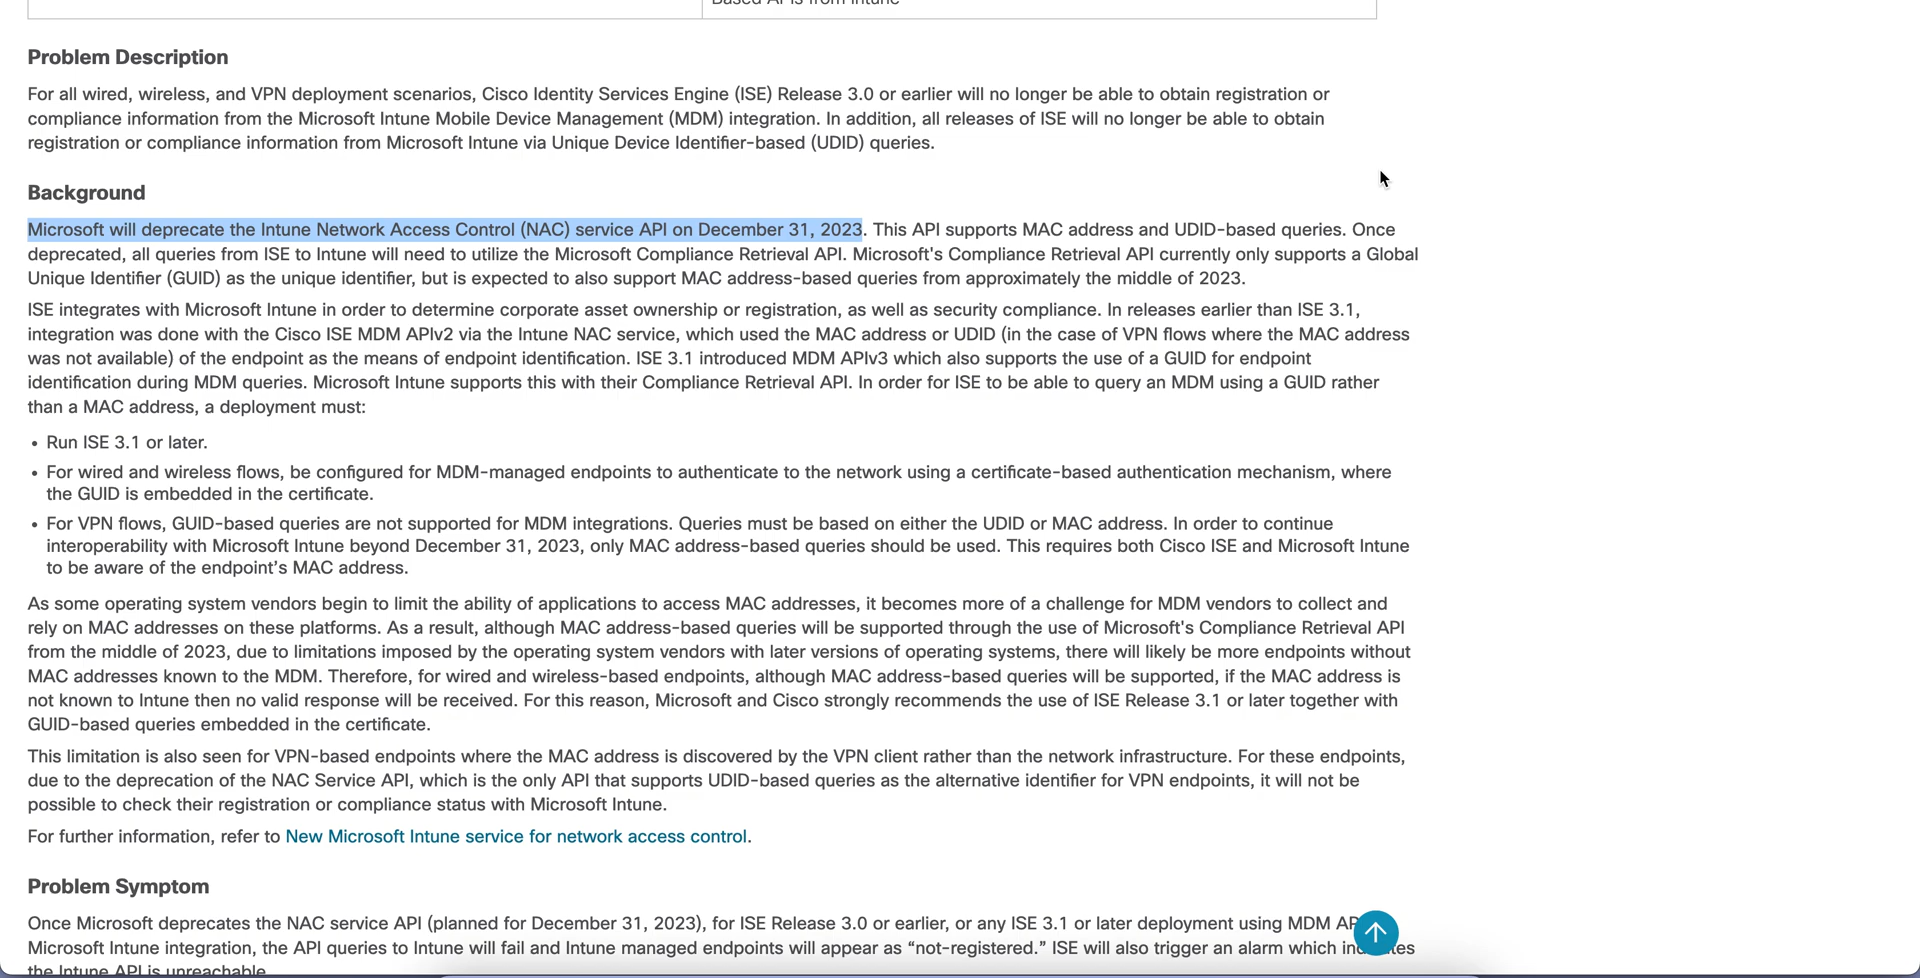 Based APIs from Intune
Problem Description
For all wired, wireless, and VPN deployment scenarios, Cisco Identity Services Engine (ISE) Release 3.0 or earlier will no longer be able to obtain registration or
compliance information from the Microsoft Intune Mobile Device Management (MDM) integration. In addition, all releases of ISE will no longer be able to obtain
registration or compliance information from Microsoft Intune via Unique Device Identifier-based (UDID) queries.
Background
Microsoft will deprecate the Intune Network Access Control (NAC) service API on December 31, 2023. This API supports MAC address and UDID-based queries. Once
deprecated, all queries from ISE to Intune will need to utilize the Microsoft Compliance Retrieval API. Microsoft's Compliance Retrieval API currently only supports a Global
Unique Identifier (GUID) as the unique identifier, but is expected to also support MAC address-based queries from approximately the middle of 2023.
ISE integrates with Microsoft Intune in order to determine corporate asset ownership or registration, as well as security compliance. In releases earlier than ISE 3.1,
integration was done with the Cisco ISE MDM APIv2 via the Intune NAC service, which used the MAC address or UDID (in the case of VPN flows where the MAC address
was not available) of the endpoint as the means of endpoint identification. ISE 3.1 introduced MDM APIv3 which also supports the use of a GUID for endpoint
identification during MDM queries. Microsoft Intune supports this with their Compliance Retrieval API. In order for ISE to be able to query an MDM using a GUID rather
than a MAC address, a deployment must:
• Run ISE 3.1 or later.
• For wired and wireless flows, be configured for MDM-managed endpoints to authenticate to the network using a certificate-based authentication mechanism, where
the GUID is embedded in the certificate.
• For VPN flows, GUID-based queries are not supported for MDM integrations. Queries must be based on either the UDID or MAC address. In order to continue
interoperability with Microsoft Intune beyond December 31, 2023, only MAC address-based queries should be used. This requires both Cisco ISE and Microsoft Intune
to be aware of the endpoint's MAC address.
As some operating system vendors begin to limit the ability of applications to access MAC addresses, it becomes more of a challenge for MDM vendors to collect and
rely on MAC addresses on these platforms. As a result, although MAC address-based queries will be supported through the use of Microsoft's Compliance Retrieval API
from the middle of 2023, due to limitations imposed by the operating system vendors with later versions of operating systems, there will likely be more endpoints without
MAC addresses known to the MDM. Therefore, for wired and wireless-based endpoints, although MAC address-based queries will be supported, if the MAC address is
not known to Intune then no valid response will be received. For this reason, Microsoft and Cisco strongly recommends the use of ISE Release 3.1 or later together with
GUID-based queries embedded in the certificate.
This limitation is also seen for VPN-based endpoints where the MAC address is discovered by the VPN client rather than the network infrastructure. For these endpoints,
due to the deprecation of the NAC Service API, which is the only API that supports UDID-based queries as the alternative identifier for VPN endpoints, it will not be
possible to check their registration or compliance status with Microsoft Intune.
For further information, refer to New Microsoft Intune service for network access control.
Problem Symptom
Once Microsoft deprecates the NAC service API (planned for December 31, 2023), for ISE Release 3.0 or earlier, or any ISE 3.1 or later deployment using MDM
Microsoft Intune integration, the API queries to Intune will fail and Intune managed endpoints will appear as “not-registered.” ISE will also trigger an alarm which
the Intune API is unreachable.